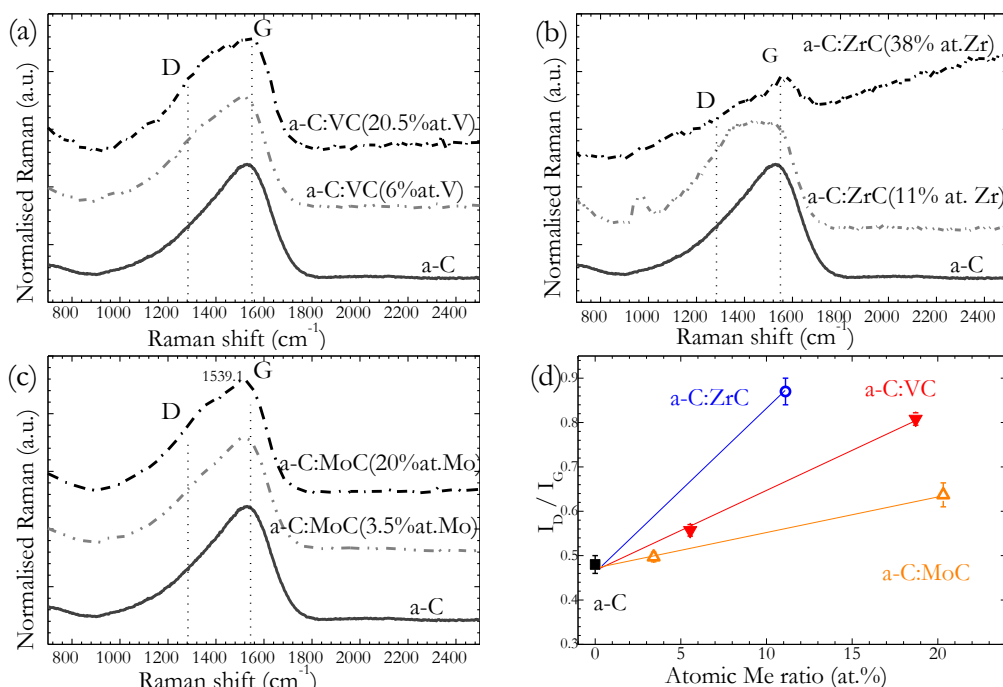 (a)
D
G
a-C:VC(20.5%at.V)
a-C:VC(6%at.V)
a-C
Normalised Raman (a.u.)
800 1000 1200 1400 1600 1800 2000 2200 2400
Raman shift (cm⁻¹)
(b)
a-C:ZrC(38% at.Zr)
G
D
a-C:ZrC(11% at. Zr)
a-C
Normalised Raman (a.u.)
800 1000 1200 1400 1600 1800 2000 2200 2400
Raman shift (cm⁻¹)
(c)
1539.1
G
D
a-C:MoC(20%at.Mo)
a-C:MoC(3.5%at.Mo)
a-C
Normalised Raman (a.u.)
800 1000 1200 1400 1600 1800 2000 2200 2400
Raman shift (cm⁻¹)
(d)
0.9
0.8
0.7
0.6
0.5
0.4
0.3
I_D / I_G
a-C:ZrC
a-C:VC
a-C:MoC
a-C
0 5 10 15 20
Atomic Me ratio (at.%)